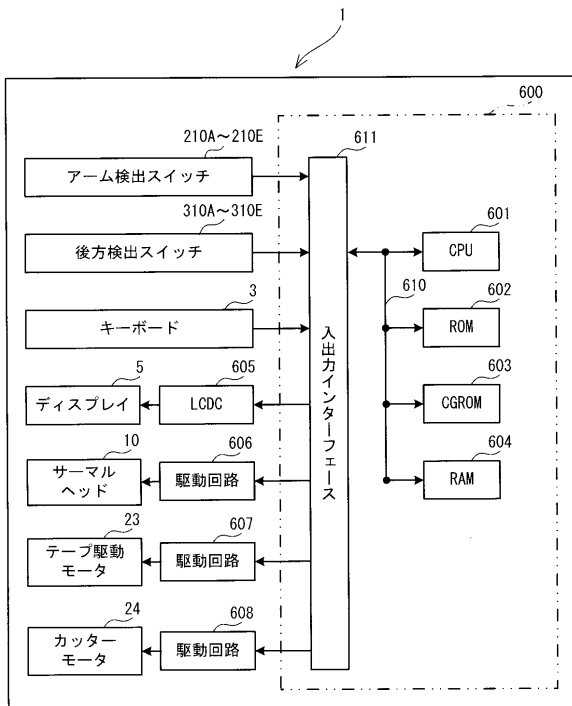 1
600
210A～210E
アーム検出スイッチ
611
310A～310E
後方検出スイッチ
601
CPU
610
3
キーボード
602
ROM
入出力インターフェース
5
ディスプレイ
605
LCDC
603
CGROM
10
サーマル
ヘッド
606
駆動回路
604
RAM
23
テープ駆動
モータ
607
駆動回路
24
カッター
モータ
608
駆動回路